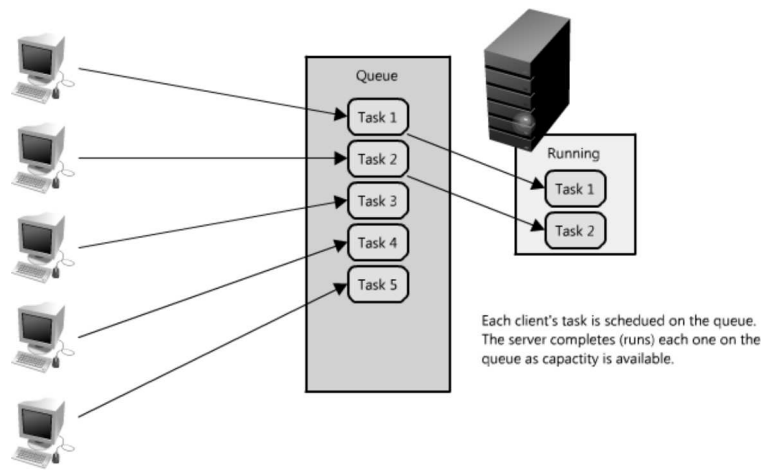 Queue
Task 1
Task 2
Task 3
Task 4
Task 5
Running
Task 1
Task 2
Each client's task is schedued on the queue.
The server completes (runs) each one on the
queue as capactity is available.